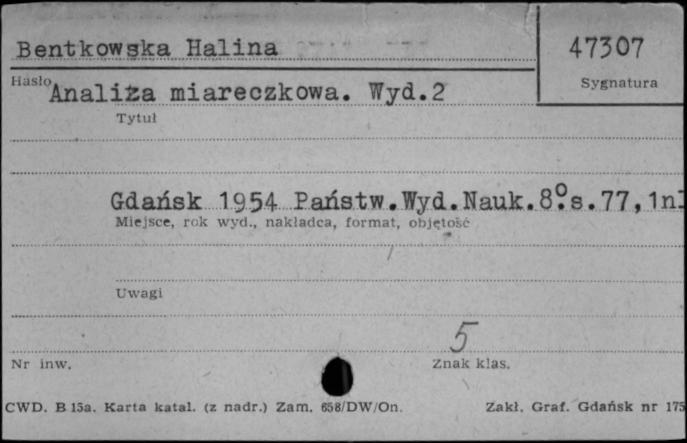 Bentkowska Halina
47307
Hasło
Sygnatura
Analiza miareczkowa. Wyd.2
Tytuł
Gdańsk 1954 Państw.Wyd.Nauk.8°.s.77,1nl
Miejsce, rok wyd., nakładca, format, objętość
Uwagi
5
Nr inw.
Znak klas.
CWD. B 15a. Karta katal. (z nadr.) Zam. 658/DW/On.
Zakł. Graf. Gdańsk nr 175